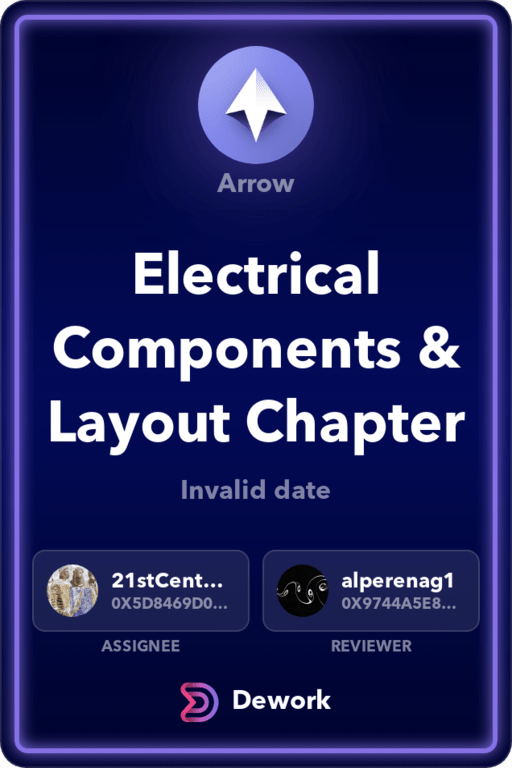 Arrow
Electrical
Components &
Layout Chapter
Invalid date
21stCent...
0X5D8469D0...
alperenag1
0X9744A5E8...
ASSIGNEE
REVIEWER
Dework